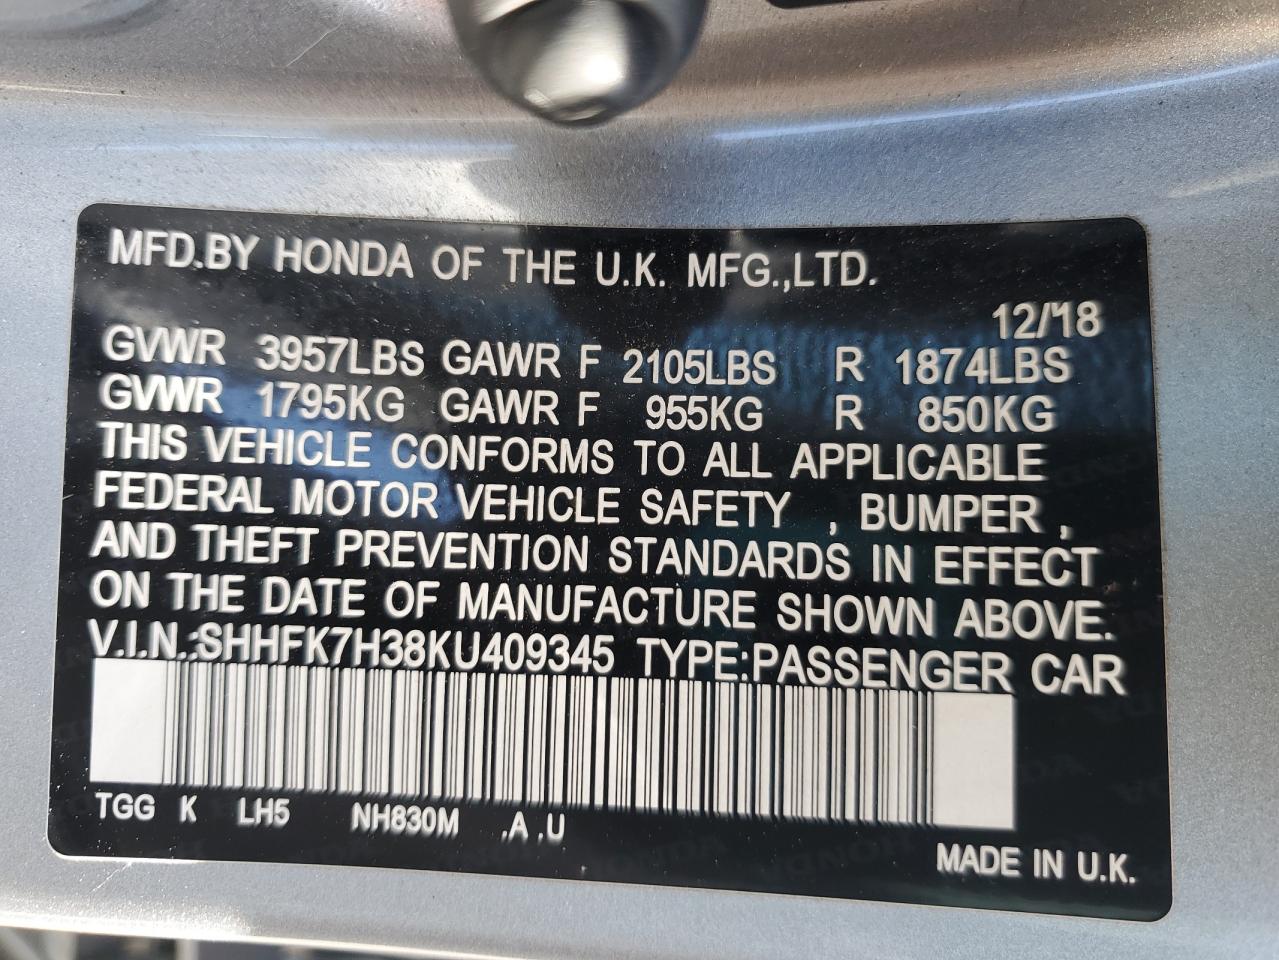 MFD.BY HONDA OF THE U.K. MFG.,LTD.
12/'18
GVWR 3957LBS GAWR F 2105LBS R 1874LBS
GVWR 1795KG GAWR F 955KG R 850KG
THIS VEHICLE CONFORMS TO ALL APPLICABLE
FEDERAL MOTOR VEHICLE SAFETY , BUMPER ,
AND THEFT PREVENTION STANDARDS IN EFFECT
ON THE DATE OF MANUFACTURE SHOWN ABOVE.
V.I.N.:SHHFK7H38KU409345 TYPE:PASSENGER CAR
TGG K LH5 NH830M .A .U
MADE IN U.K.